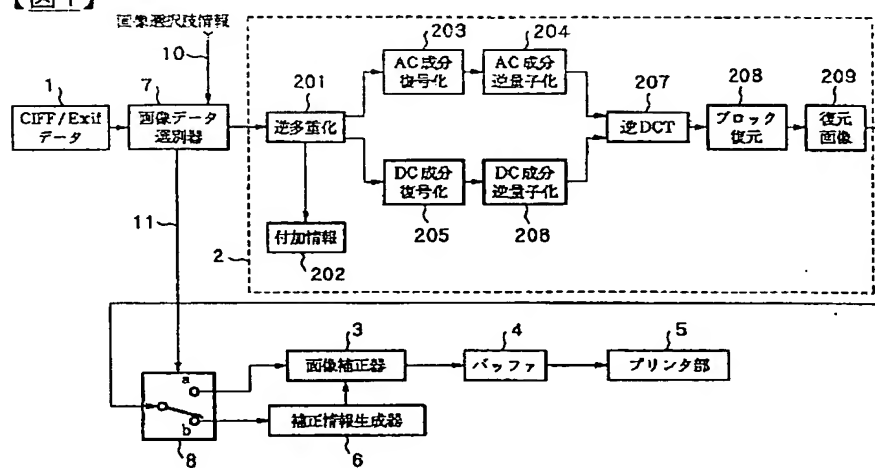 画像選択肢情報
10
203
204
1
7
201
AC成分
復号化
AC成分
逆量子化
207
208
209
CIFF/Exif
データ
画像データ
選別器
逆多重化
逆DCT
ブロック
復元
復元
画像
DC成分
復号化
DC成分
逆量子化
11
205
208
付加情報
2
202
3
4
5
a
画像補正器
バッファ
プリンタ部
b
補正情報生成器
8
6